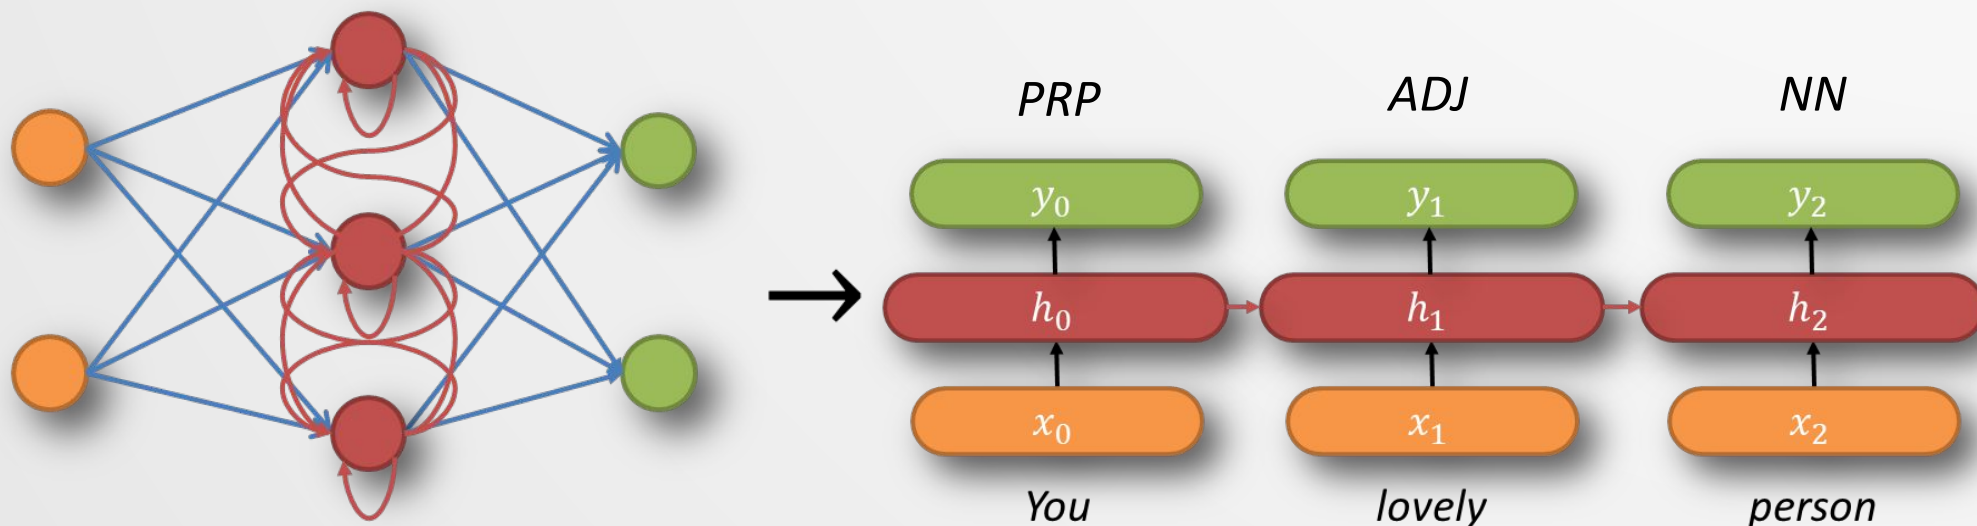 PRP ADJ NN
y₀ y₁ y₂
h₀ h₁ h₂
x₀ x₁ x₂
You lovely person